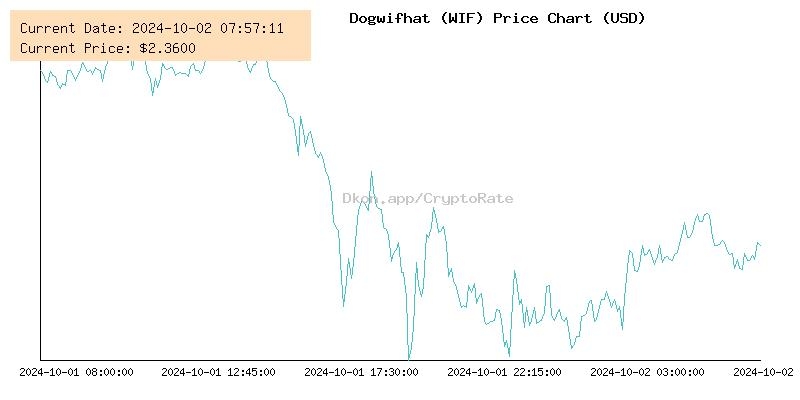 Dogwifhat (WIF) Price Chart (USD)
Current Date: 2024-10-02 07:57:11
Current Price: $2.3600
Dkon.app/CryptoRate
2024-10-01 08:00:00 2024-10-01 12:45:00 2024-10-01 17:30:00 2024-10-01 22:15:00 2024-10-02 03:00:00 2024-10-02